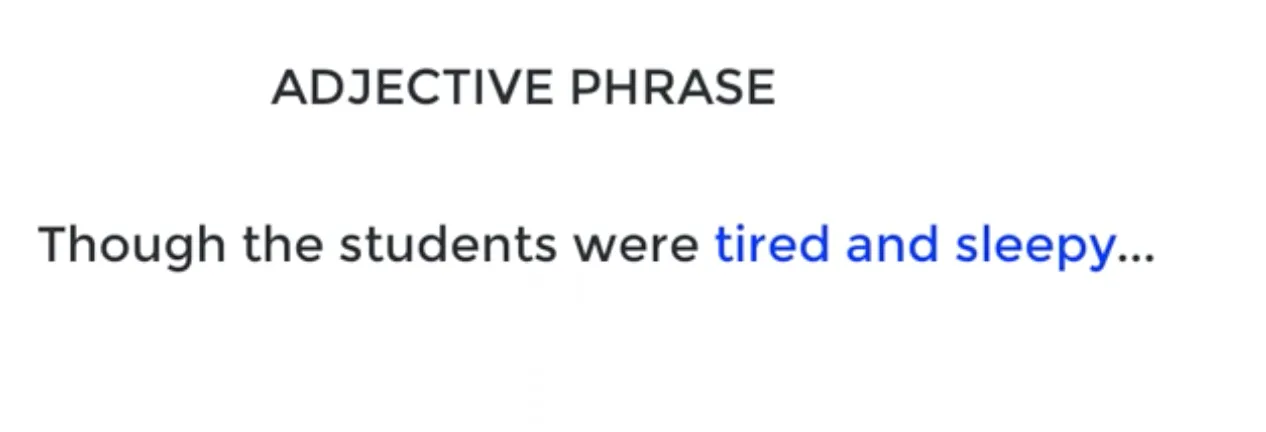 ADJECTIVE PHRASE
Though the students were tired and sleepy...